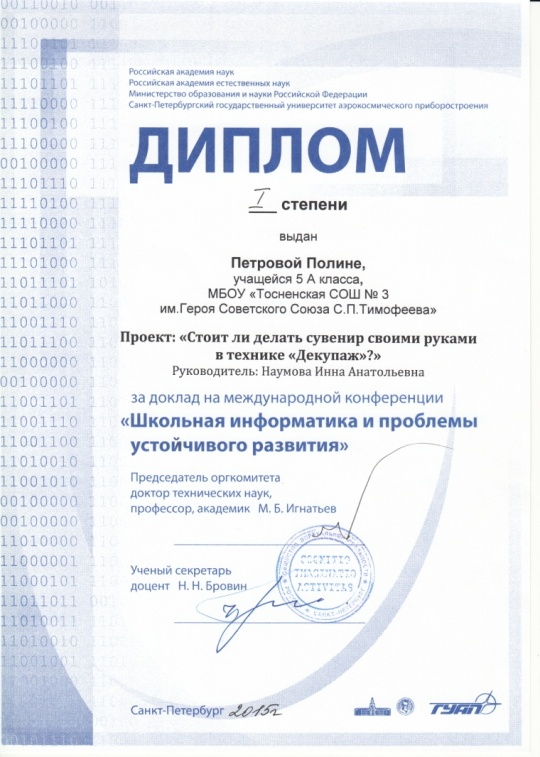 Российская академия наук
Российская академия естественных наук
Министерство образования и науки Российской Федерации
Санкт-Петербургский государственный университет аэрокосмического приборостроения
ДИПЛОМ
I степени
выдан
Петровой Полине,
учащейся 5 А класса,
МБОУ «Тосненская СОШ № 3
им.Героя Советского Союза С.П.Тимофеева»
Проект: «Стоит ли делать сувенир своими руками
в технике «Декупаж»?»
Руководитель: Наумова Инна Анатольевна
за доклад на международной конференции
«Школьная информатика и проблемы
устойчивого развития»
Председатель оргкомитета
доктор технических наук,
профессор, академик М. Б. Игнатьев
Ученый секретарь
доцент Н. Н. Бровин
Санкт-Петербург 2015г
ГУАП